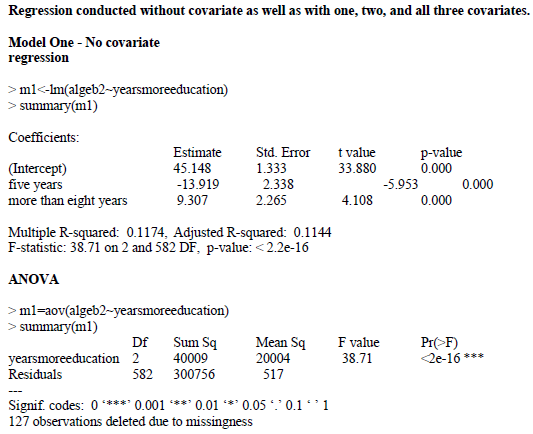 Regression conducted without covariate as well as with one, two, and all three covariates.
Model One - No covariate
regression
> m1<-lm(algeb2~yearsmoreeducation)
> summary(m1)
Coefficients:
Estimate Std. Error t value p-value
(Intercept) 45.148 1.333 33.880 0.000
five years -13.919 2.338 -5.953 0.000
more than eight years 9.307 2.265 4.108 0.000
Multiple R-squared: 0.1174, Adjusted R-squared: 0.1144
F-statistic: 38.71 on 2 and 582 DF, p-value: < 2.2e-16
ANOVA
> m1=aov(algeb2~yearsmoreeducation)
> summary(m1)
Df Sum Sq Mean Sq F value Pr(>F)
yearsmoreeducation 2 40009 20004 38.71 <2e-16 ***
Residuals 582 300756 517
---
Signif. codes: 0 ‘***’ 0.001 ‘**’ 0.01 ‘*’ 0.05 ‘.’ 0.1 ‘ ’ 1
127 observations deleted due to missingness